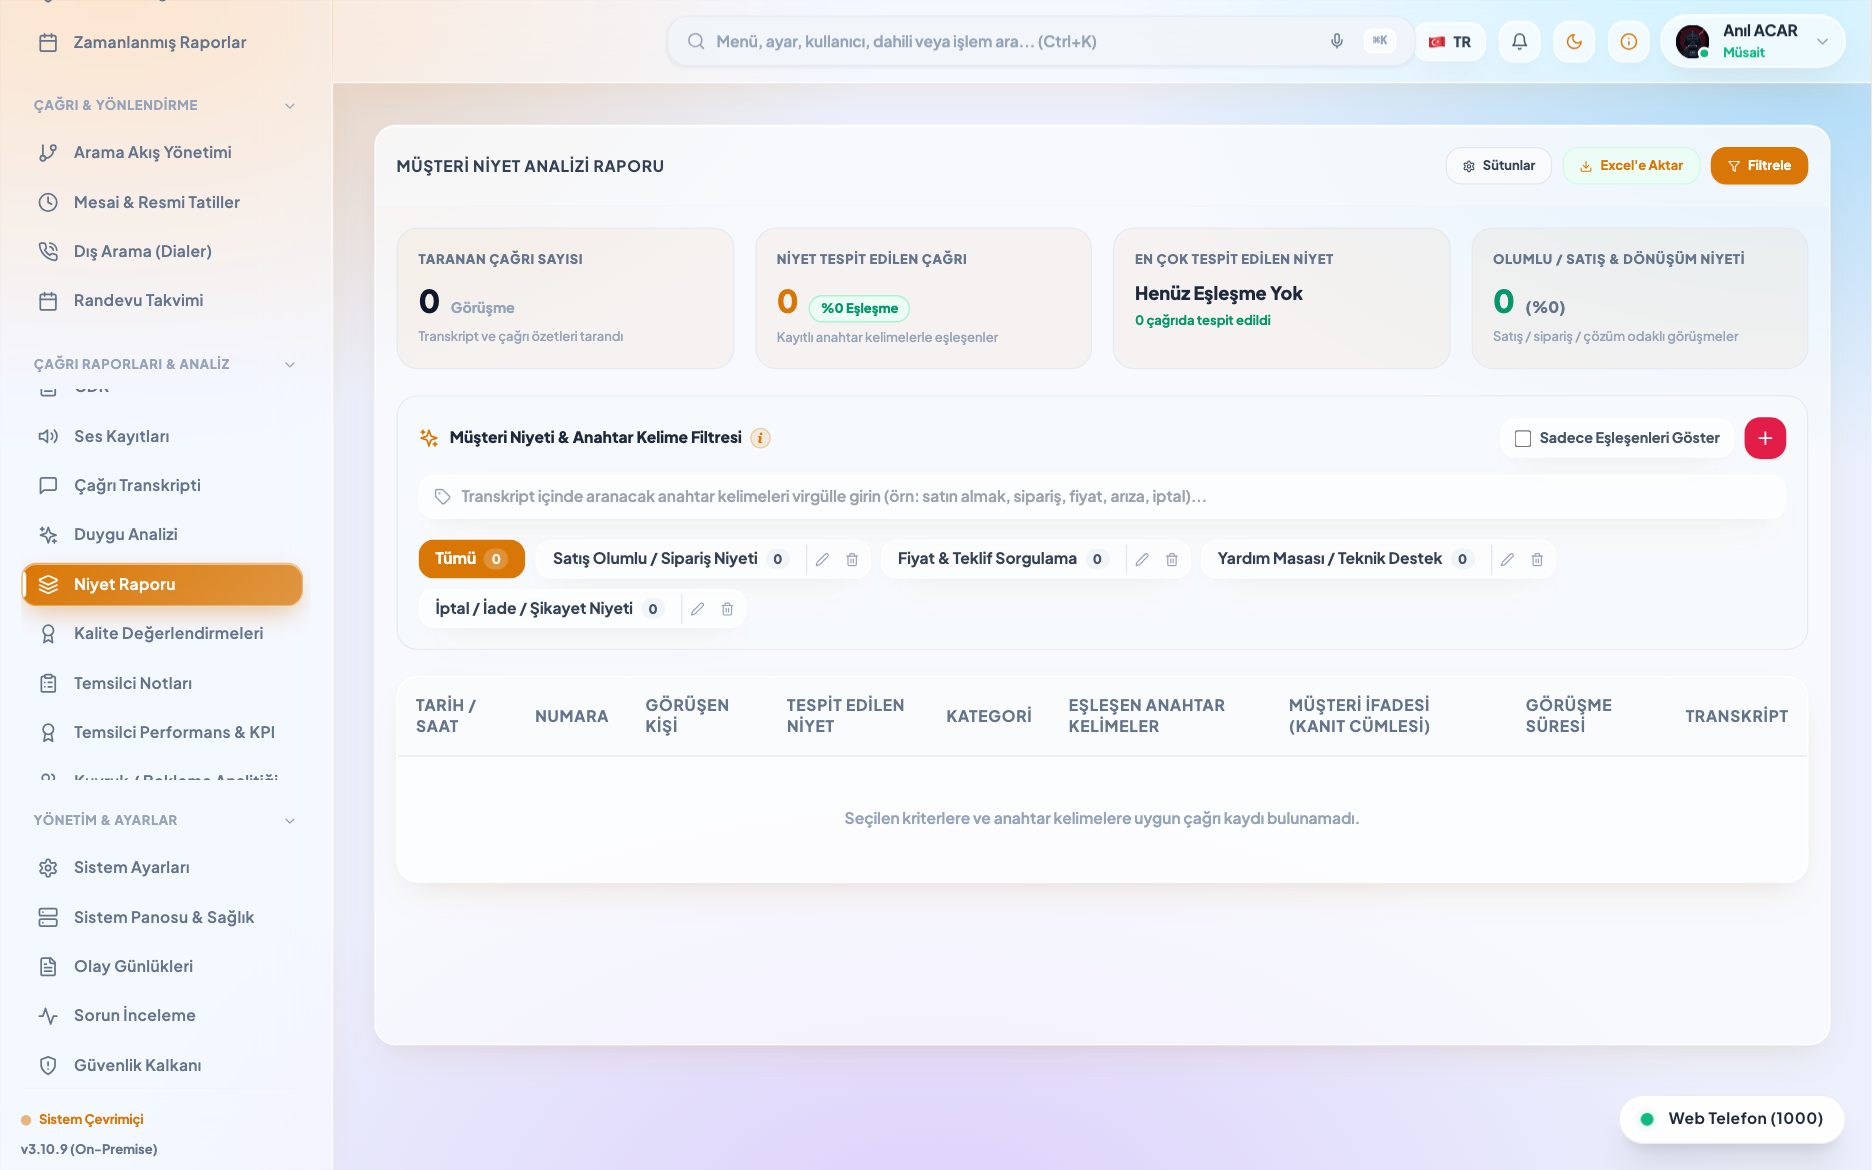 Zamanlanmış Raporlar
ÇAĞRI & YÖNLENDİRME
Arama Akış Yönetimi
Mesai & Resmi Tatiller
Dış Arama (Dialer)
Randevu Takvimi
ÇAĞRI RAPORLARI & ANALİZ
Ses Kayıtları
Çağrı Transkripti
Duygu Analizi
Niyet Raporu
Kalite Değerlendirmeleri
Temsilci Notları
Temsilci Performans & KPI
YÖNETİM & AYARLAR
Sistem Ayarları
Sistem Panosu & Sağlık
Olay Günlükleri
Sorun İnceleme
Güvenlik Kalkanı
Sistem Çevrimiçi
v3.10.9 (On-Premise)
Menü, ayar, kullanıcı, dahili veya işlem ara... (Ctrl+K)
⌘K
TR
Anıl ACAR
Müsait
MÜŞTERİ NİYET ANALİZİ RAPORU
Sütunlar
Excel'e Aktar
Filtrele
TARANAN ÇAĞRI SAYISI
0 Görüşme
Transkript ve çağrı özetleri tarandı
NİYET TESPİT EDİLEN ÇAĞRI
0 %0 Eşleşme
Kayıtlı anahtar kelimelerle eşleşenler
EN ÇOK TESPİT EDİLEN NİYET
Henüz Eşleşme Yok
0 çağrıda tespit edildi
OLUMLU / SATIŞ & DÖNÜŞÜM NİYETİ
0 (%0)
Satış / sipariş / çözüm odaklı görüşmeler
Müşteri Niyeti & Anahtar Kelime Filtresi i
Sadece Eşleşenleri Göster
+
Transkript içinde aranacak anahtar kelimeleri virgülle girin (örn: satın almak, sipariş, fiyat, arıza, iptal)...
Tümü 0
Satış Olumlu / Sipariş Niyeti 0
Fiyat & Teklif Sorgulama 0
Yardım Masası / Teknik Destek 0
İptal / İade / Şikayet Niyeti 0
TARİH / SAAT
NUMARA
GÖRÜŞEN KİŞİ
TESPİT EDİLEN NİYET
KATEGORİ
EŞLEŞEN ANAHTAR KELİMELER
MÜŞTERİ İFADESİ (KANIT CÜMLESİ)
GÖRÜŞME SÜRESİ
TRANSKRİPT
Seçilen kriterlere ve anahtar kelimelere uygun çağrı kaydı bulunamadı.
Web Telefon (1000)